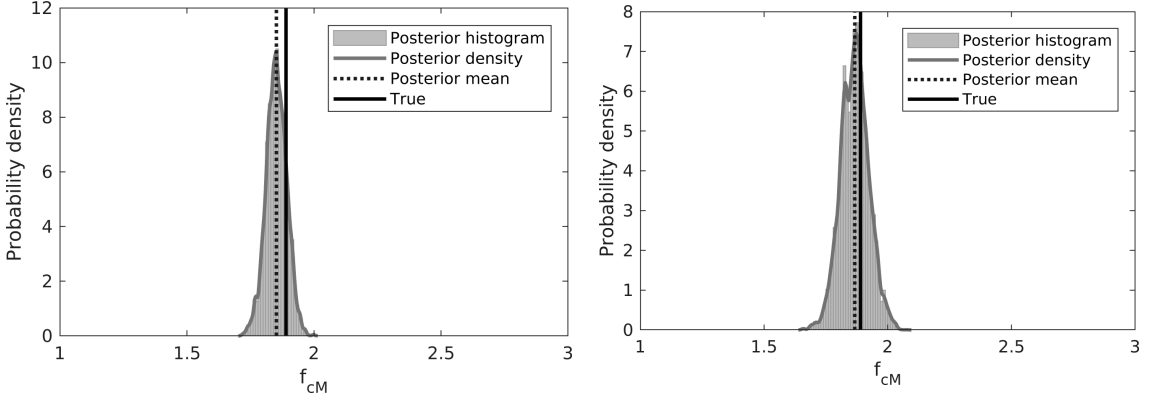 12
10
8
6
4
2
0
Probability density
1
1.5
2
2.5
3
f_cM
Posterior histogram
Posterior density
Posterior mean
True
8
7
6
5
4
3
2
1
0
Probability density
1
1.5
2
2.5
3
f_cM
Posterior histogram
Posterior density
Posterior mean
True